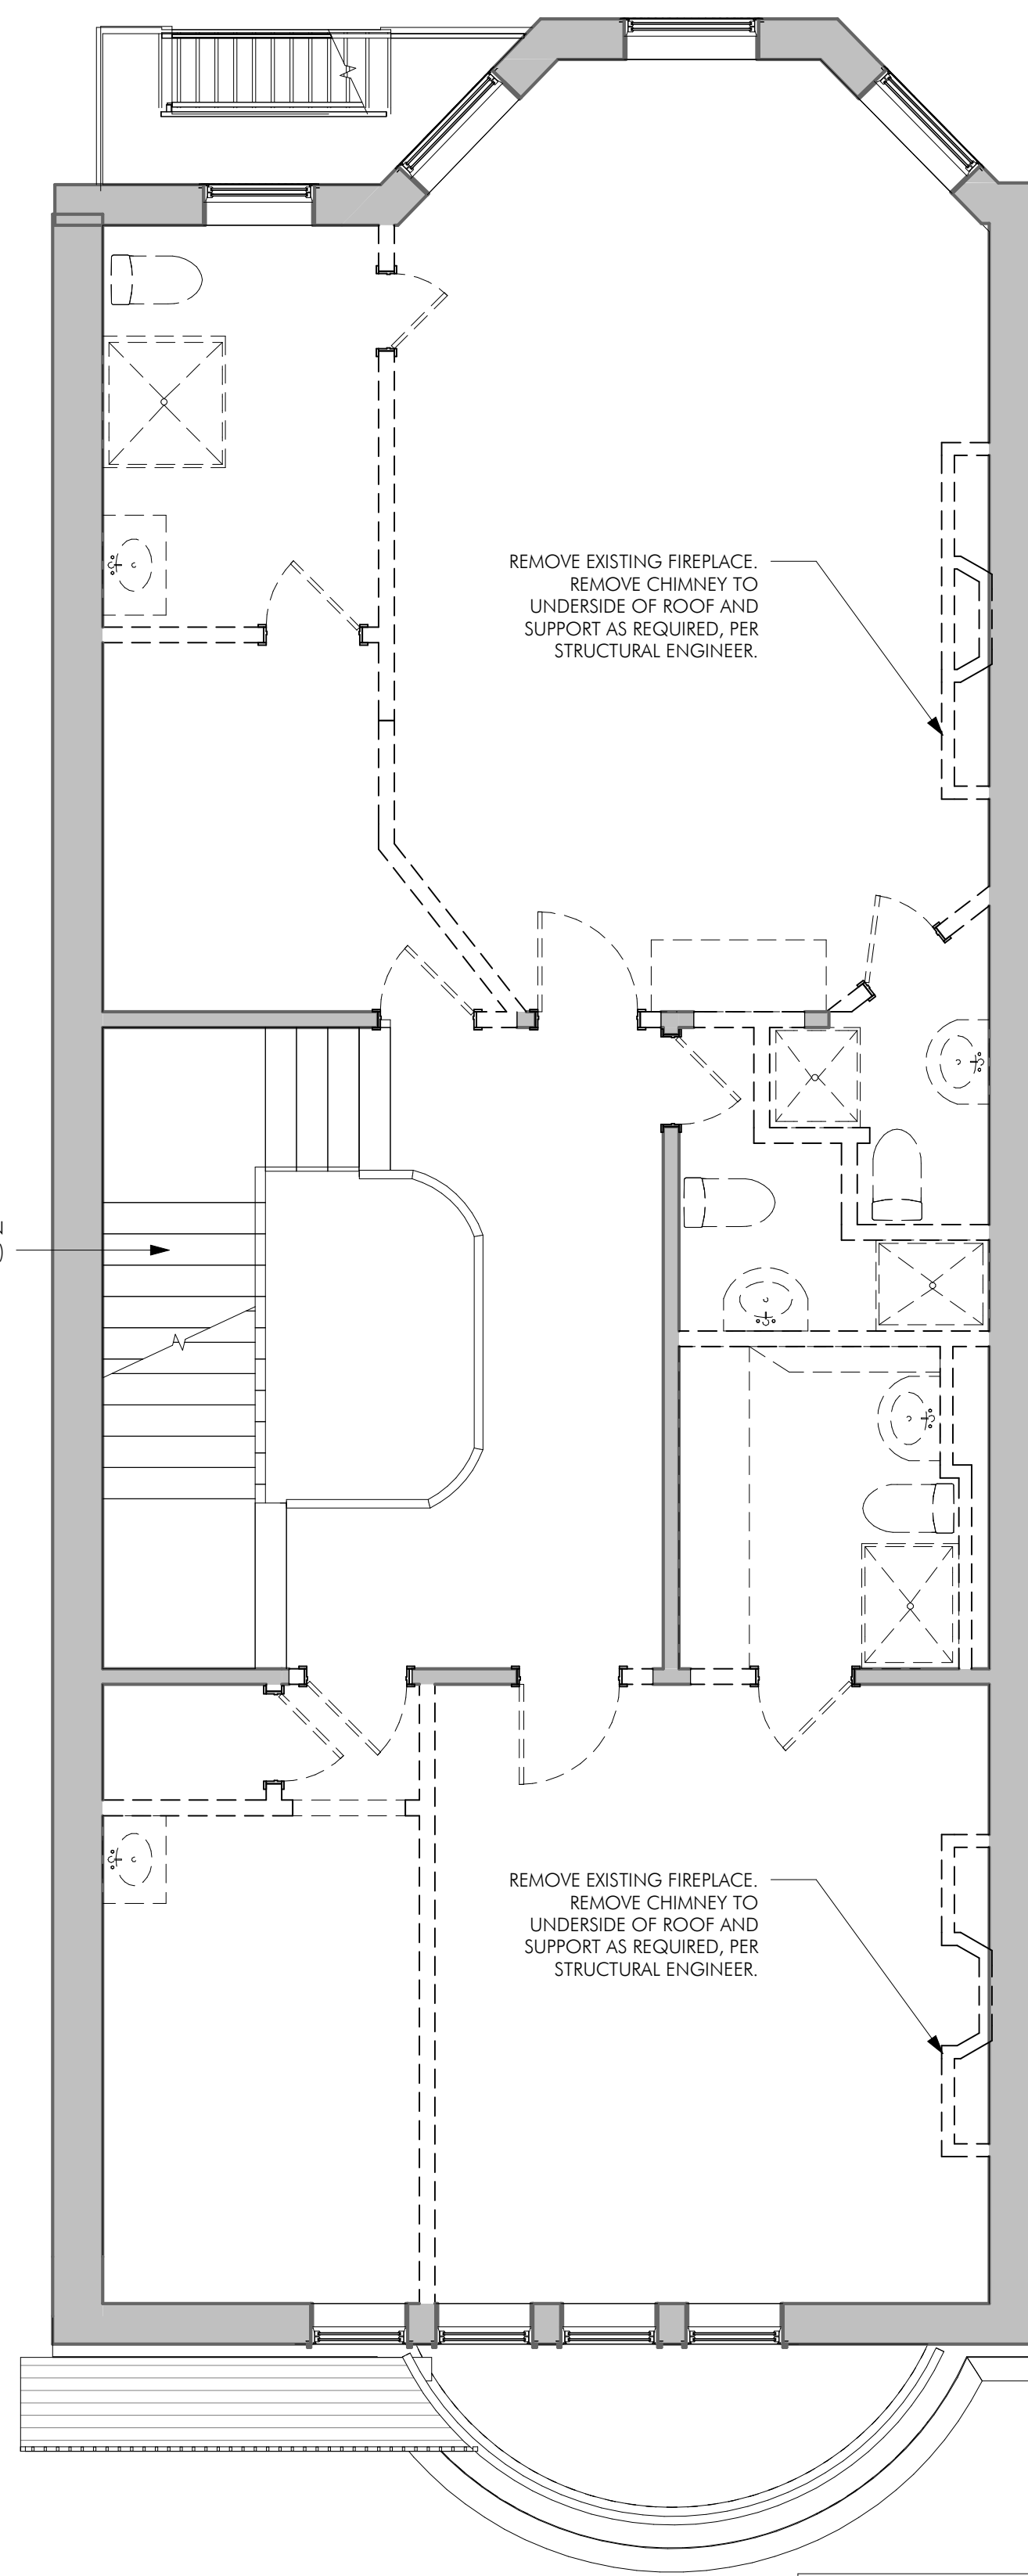 REMOVE EXISTING FIREPLACE.
REMOVE CHIMNEY TO
UNDERSIDE OF ROOF AND
SUPPORT AS REQUIRED, PER
STRUCTURAL ENGINEER.
REMOVE EXISTING FIREPLACE.
REMOVE CHIMNEY TO
UNDERSIDE OF ROOF AND
SUPPORT AS REQUIRED, PER
STRUCTURAL ENGINEER.